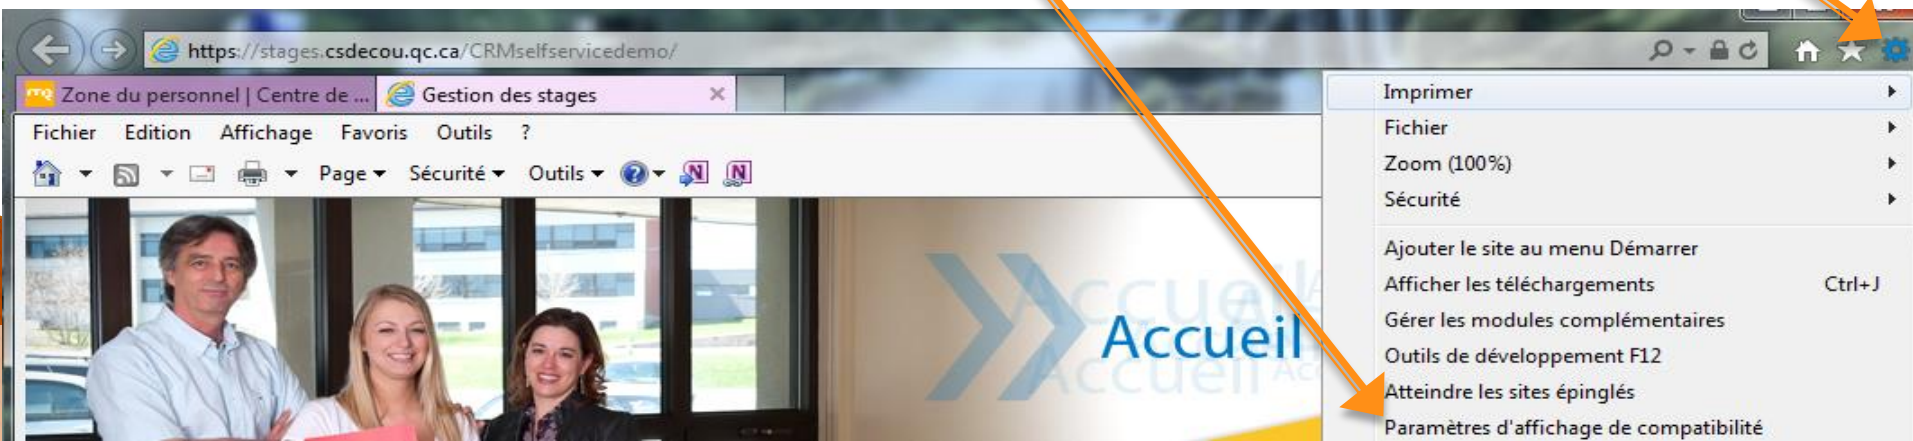 https://stages.csdecou.qc.ca/CRMselfservicedemo/
Zone du personnel | Centre de ...
Gestion des stages
Fichier Edition Affichage Favoris Outils ?
Page Sécurité Outils
Accueil
Imprimer
Fichier
Zoom (100%)
Sécurité
Ajouter le site au menu Démarrer
Afficher les téléchargements Ctrl+J
Gérer les modules complémentaires
Outils de développement F12
Atteindre les sites épinglés
Paramètres d'affichage de compatibilité